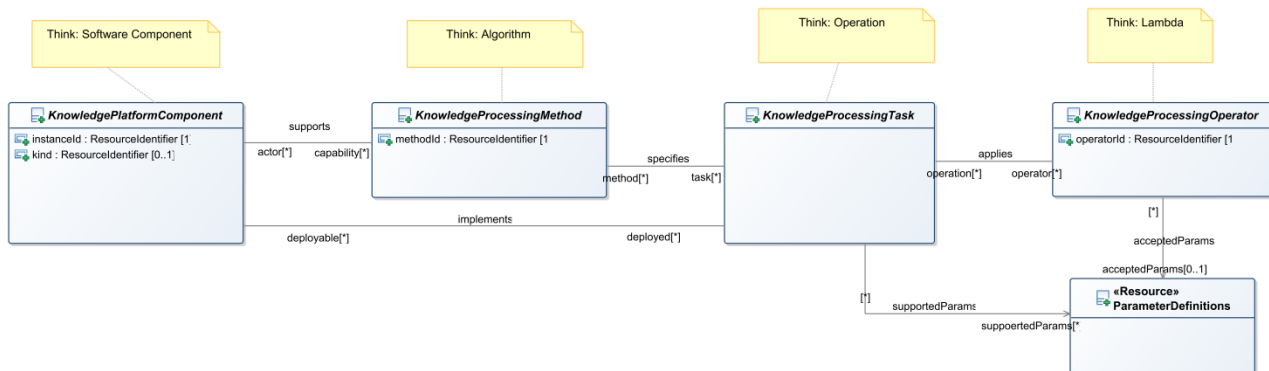 Think: Software Component
Think: Algorithm
Think: Operation
Think: Lambda
KnowledgePlatformComponent
instanceId : ResourceIdentifier [1]
kind : ResourceIdentifier [0..1]
supports
actor[*]
capability[*]
KnowledgeProcessingMethod
methodId : ResourceIdentifier [1
specifies
method[*]
task[*]
KnowledgeProcessingTask
applies
operation[*]
operator[*]
KnowledgeProcessingOperator
operatorId : ResourceIdentifier [1
implements
deployable[*]
deployed[*]
[*]
acceptedParams
acceptedParams[0..1]
[*]
supportedParams
suppoertedParams[*
«Resource»
ParameterDefinitions